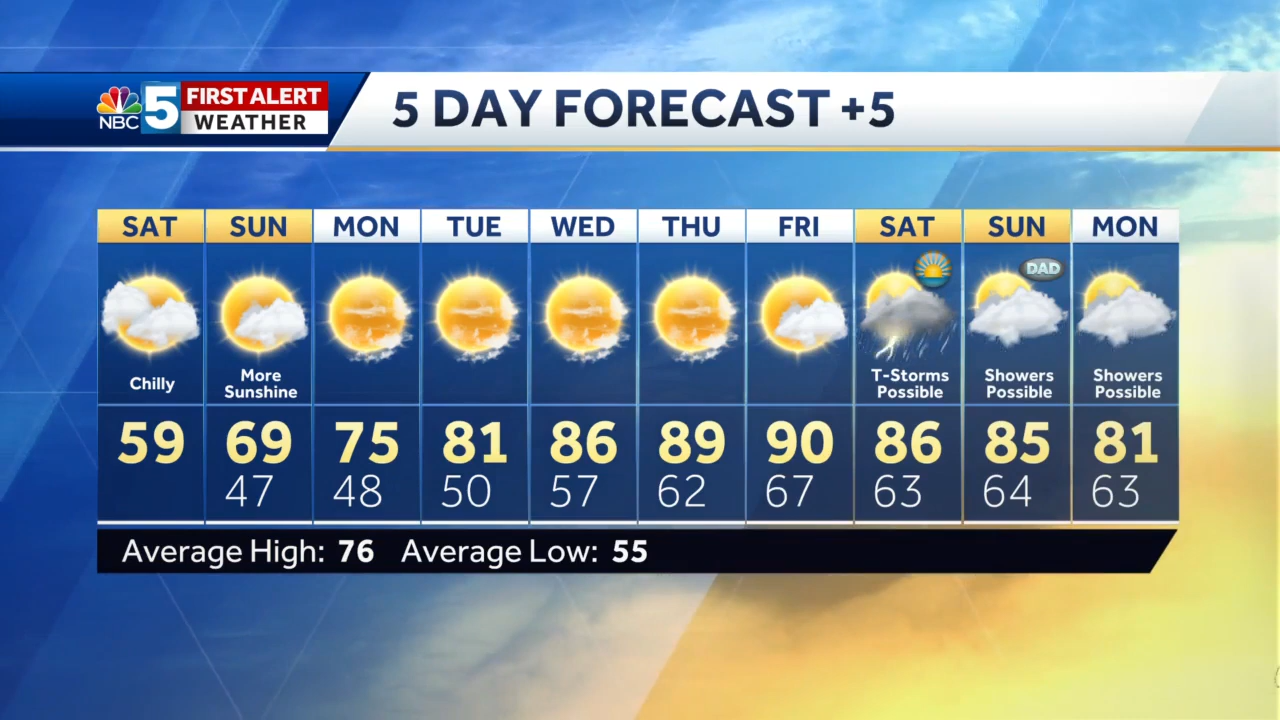 NBC 5 FIRST ALERT WEATHER
5 DAY FORECAST +5
SAT SUN MON TUE WED THU FRI SAT SUN MON
DAD
Chilly
More
Sunshine
T-Storms
Possible
Showers
Possible
Showers
Possible
59 69 75 81 86 89 90 86 85 81
47 48 50 57 62 67 63 64 63
Average High: 76 Average Low: 55